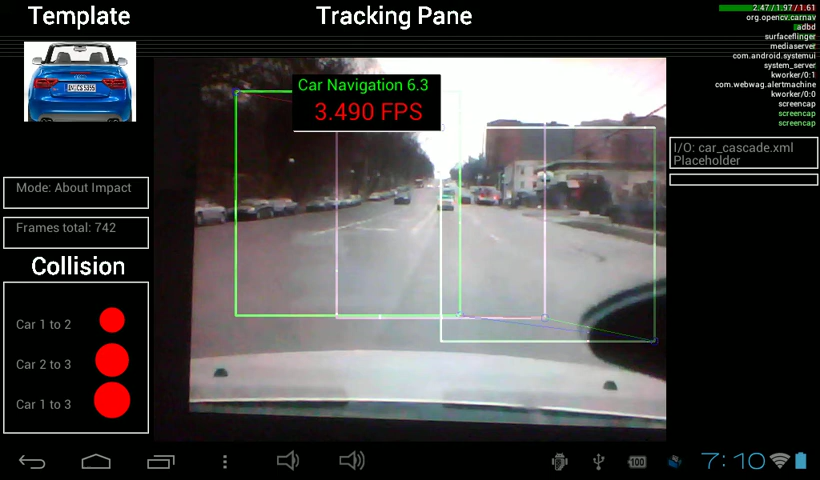 Template
Tracking Pane
2.47 / 1.97 / 1.61
org.opencv.carnav
adbd
surfaceflinger
mediaserver
com.android.systemui
system_server
kworker/0:1
com.webwag.alertmachine
kworker/0:0
screencap
screencap
screencap
Car Navigation 6.3
3.490 FPS
I/O: car_cascade.xml
Placeholder
Mode: About Impact
Frames total: 742
Collision
Car 1 to 2
Car 2 to 3
Car 1 to 3
100
7:10